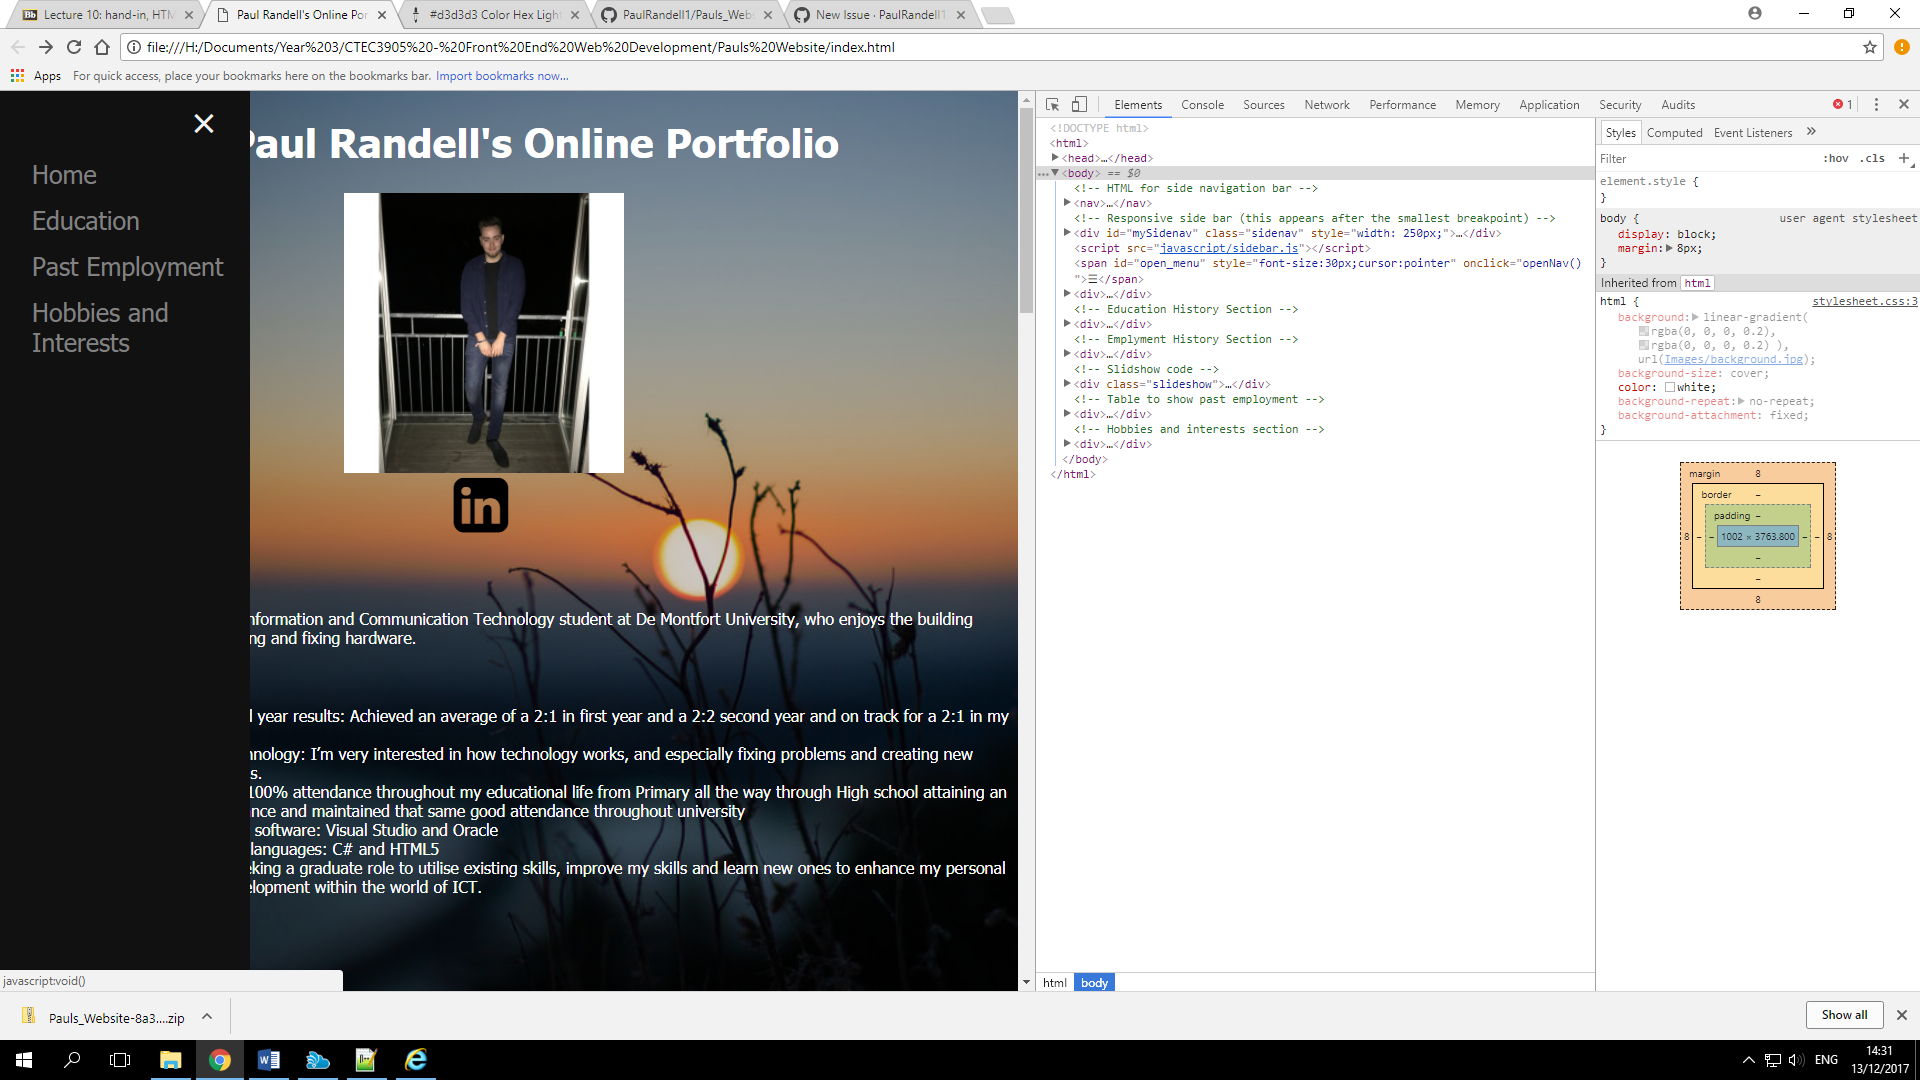 Lecture 10: hand-in, HTM
Paul Randell's Online Por
#d3d3d3 Color Hex Ligh
PaulRandell1/Pauls_Web
New Issue · PaulRandell1
file:///H:/Documents/Year%203/CTEC3905%20-%20Front%20End%20Web%20Development/Pauls%20Website/index.html
Apps For quick access, place your bookmarks here on the bookmarks bar. Import bookmarks now...
Home
Education
Past Employment
Hobbies and
Interests
Paul Randell's Online Portfolio
in
nformation and Communication Technology student at De Montfort University, who enjoys the building
ng and fixing hardware.
l year results: Achieved an average of a 2:1 in first year and a 2:2 second year and on track for a 2:1 in my
nology: I’m very interested in how technology works, and especially fixing problems and creating new
s.
100% attendance throughout my educational life from Primary all the way through High school attaining an
nce and maintained that same good attendance throughout university
software: Visual Studio and Oracle
languages: C# and HTML5
king a graduate role to utilise existing skills, improve my skills and learn new ones to enhance my personal
lopment within the world of ICT.
javascript:void()
Elements Console Sources Network Performance Memory Application Security Audits 1
<!DOCTYPE html>
<html>
<head>…</head>
<body> == $0
<!-- HTML for side navigation bar -->
<nav>…</nav>
<!-- Responsive side bar (this appears after the smallest breakpoint) -->
<div id="mySidenav" class="sidenav" style="width: 250px;">…</div>
<script src="javascript/sidebar.js"></script>
<span id="open_menu" style="font-size:30px;cursor:pointer" onclick="openNav()
">☰</span>
<div>…</div>
<!-- Education History Section -->
<div>…</div>
<!-- Emplyment History Section -->
<div>…</div>
<!-- Slidshow code -->
<div class="slideshow">…</div>
<!-- Table to show past employment -->
<div>…</div>
<!-- Hobbies and interests section -->
<div>…</div>
</body>
</html>
html body
Styles Computed Event Listeners »
Filter :hov .cls +
element.style {
}
body { user agent stylesheet
display: block;
margin: 8px;
}
Inherited from html
html { stylesheet.css:3
background: linear-gradient(
rgba(0, 0, 0, 0.2),
rgba(0, 0, 0, 0.2) ),
url(Images/background.jpg);
background-size: cover;
color: white;
background-repeat: no-repeat;
background-attachment: fixed;
}
margin 8
border –
padding –
8 – – 1002 × 3763.800 – – 8
–
–
8
Pauls_Website-8a3....zip
Show all
ENG
14:31
13/12/2017